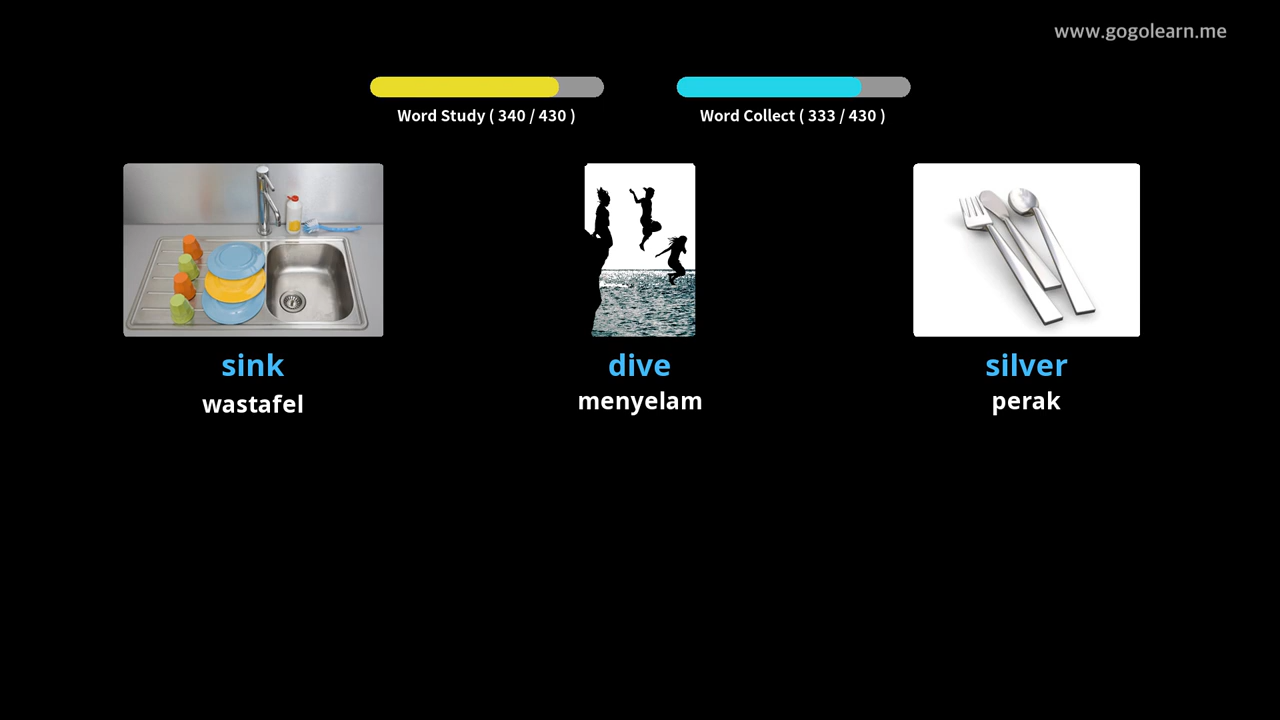 www.gogolearn.me
Word Study ( 340 / 430 )
Word Collect ( 333 / 430 )
sink
wastafel
dive
menyelam
silver
perak